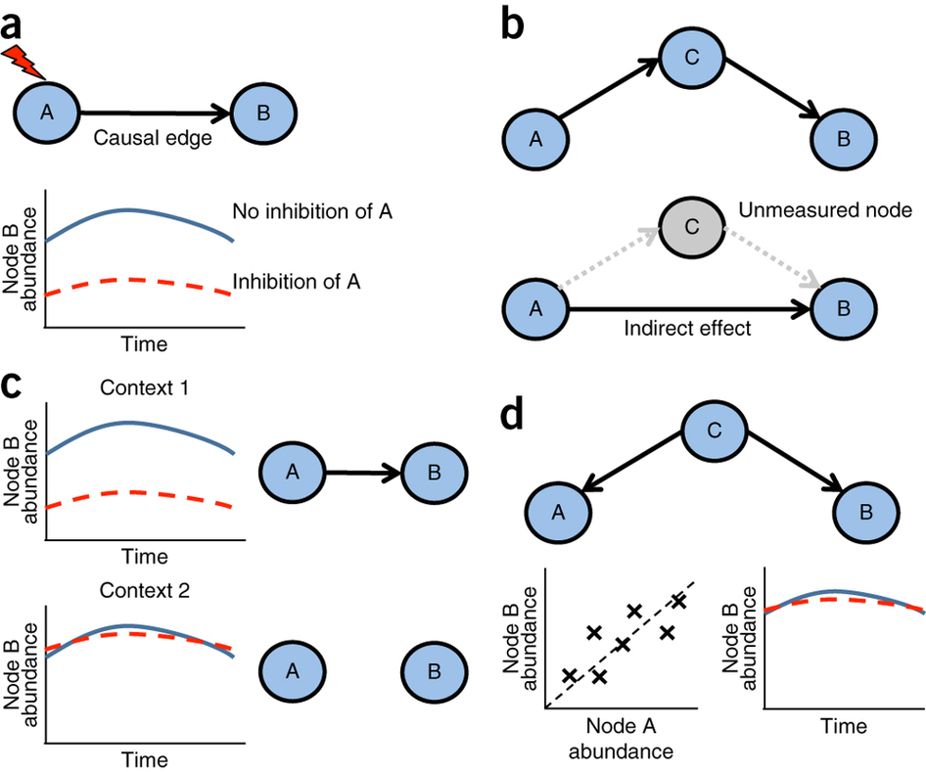 a
A
B
Causal edge
Node B
abundance
No inhibition of A
Inhibition of A
Time
b
C
A
B
C
Unmeasured node
A
B
Indirect effect
c
Context 1
Node B
abundance
Time
A
B
Context 2
Node B
abundance
Time
A
B
d
C
A
B
Node B
abundance
Node A
abundance
Node B
abundance
Time